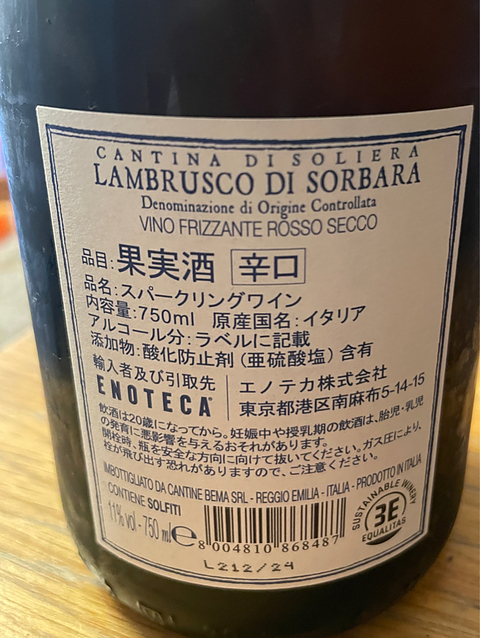 CANTINA DI SOLIERA
LAMBRUSCO DI SORBARA
Denominazione di Origine Controllata
VINO FRIZZANTE ROSSO SECCO
品目:果実酒 辛口
品名:スパークリングワイン
内容量:750ml 原産国名:イタリア
アルコール分:ラベルに記載
添加物:酸化防止剤(亜硫酸塩)含有
輸入者及び引取先
ENOTECA
エノテカ株式会社
東京都港区南麻布5-14-15
飲酒は20歳になってから。妊娠中や授乳期の飲酒は、胎児・乳児
の発育に悪影響を与えるおそれがあります。
開栓時、瓶を安全な方向に向けて抜いてください。ガス圧により、
栓が飛び出す恐れがありますので、ご注意ください。
IMBOTTIGLIATO DA CANTINE BEMA SRL - REGGIO EMILIA - ITALIA - PRODOTTO IN ITALIA
CONTIENE SOLFITI
11% vol - 750 ml e
8 004810 868487
L212/24
SUSTAINABLE WINERY
3E
EQUALITAS